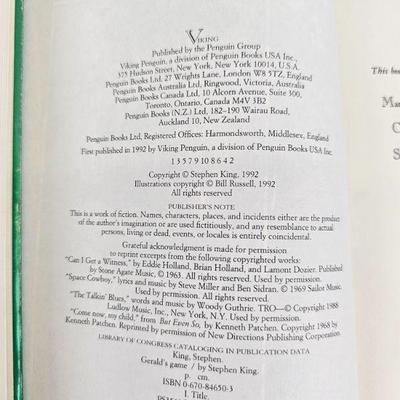 VIKING
Published by the Penguin Group
Viking Penguin, a division of Penguin Books USA Inc.,
375 Hudson Street, New York, New York 10014, U.S.A.
Penguin Books Ltd, 27 Wrights Lane, London W8 5TZ, England
Penguin Books Australia Ltd, Ringwood, Victoria, Australia
Penguin Books Canada Ltd, 10 Alcorn Avenue, Suite 300,
Toronto, Ontario, Canada M4V 3B2
Penguin Books (N.Z.) Ltd, 182–190 Wairau Road,
Auckland 10, New Zealand
Penguin Books Ltd, Registered Offices: Harmondsworth, Middlesex, England
First published in 1992 by Viking Penguin, a division of Penguin Books USA Inc.
1 3 5 7 9 10 8 6 4 2
Copyright © Stephen King, 1992
Illustrations copyright © Bill Russell, 1992
All rights reserved
PUBLISHER'S NOTE
This is a work of fiction. Names, characters, places, and incidents either are the product
of the author's imagination or are used fictitiously, and any resemblance to actual
persons, living or dead, events, or locales is entirely coincidental.
Grateful acknowledgment is made for permission
to reprint excerpts from the following copyrighted works:
"Can I Get a Witness," by Eddie Holland, Brian Holland, and Lamont Dozier. Published
by Stone Agate Music, © 1963. All rights reserved. Used by permission.
"Space Cowboy," lyrics and music by Steve Miller and Ben Sidran. © 1969 Sailor Music.
Used by permission. All rights reserved.
"The Talkin' Blues," words and music by Woody Guthrie. TRO—© Copyright 1988
Ludlow Music, Inc., New York, N.Y. Used by permission.
"Come now, my child," from But Even So, by Kenneth Patchen. Copyright 1968 by
Kenneth Patchen. Reprinted by permission of New Directions Publishing Corporation.
LIBRARY OF CONGRESS CATALOGING IN PUBLICATION DATA
King, Stephen.
Gerald's game / by Stephen King.
p. cm.
ISBN 0-670-84650-3
I. Title.
This